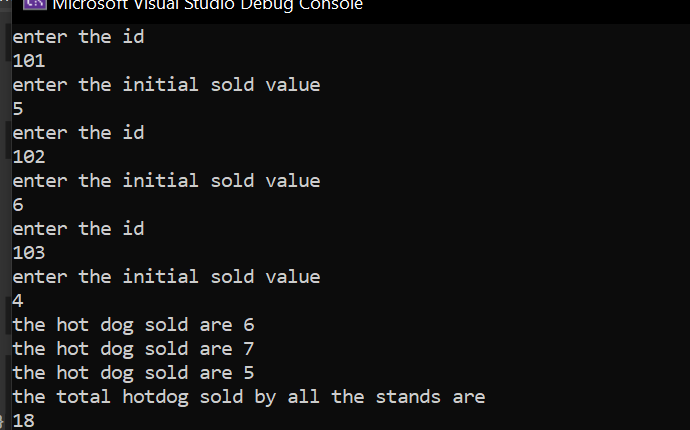 Microsoft Visual Studio Debug Console
enter the id
101
enter the initial sold value
5
enter the id
102
enter the initial sold value
6
enter the id
103
enter the initial sold value
4
the hot dog sold are 6
the hot dog sold are 7
the hot dog sold are 5
the total hotdog sold by all the stands are
18